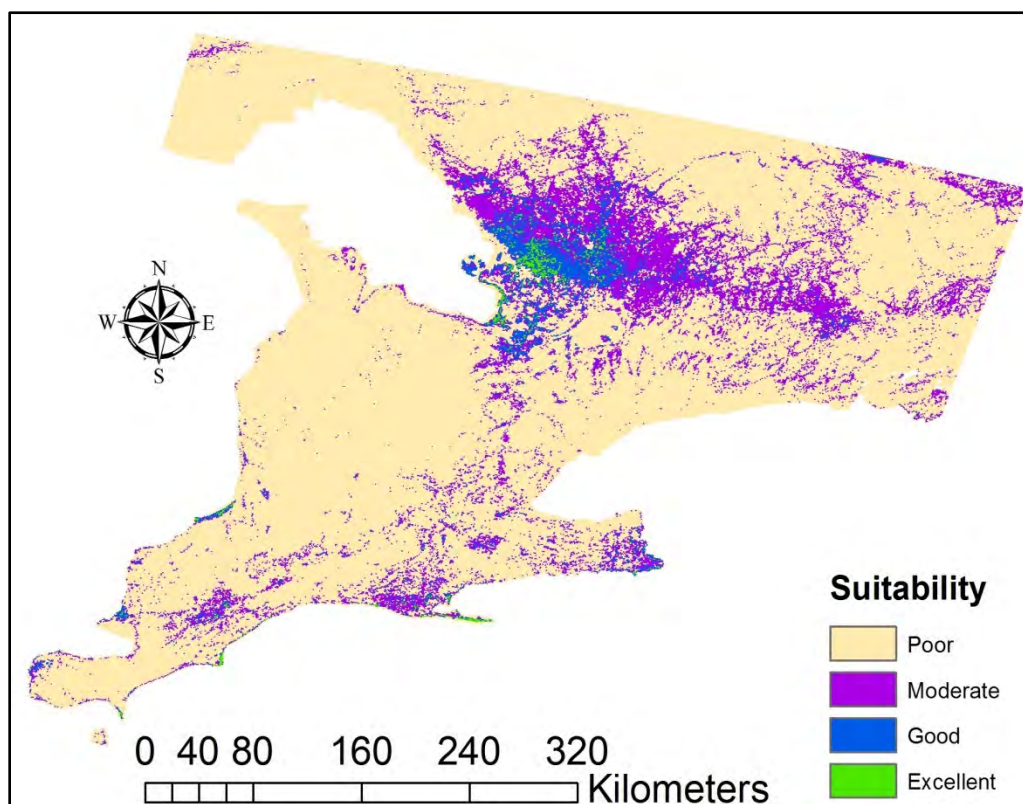 N
W E
S
Suitability
Poor
Moderate
Good
Excellent
0 40 80 160 240 320
Kilometers